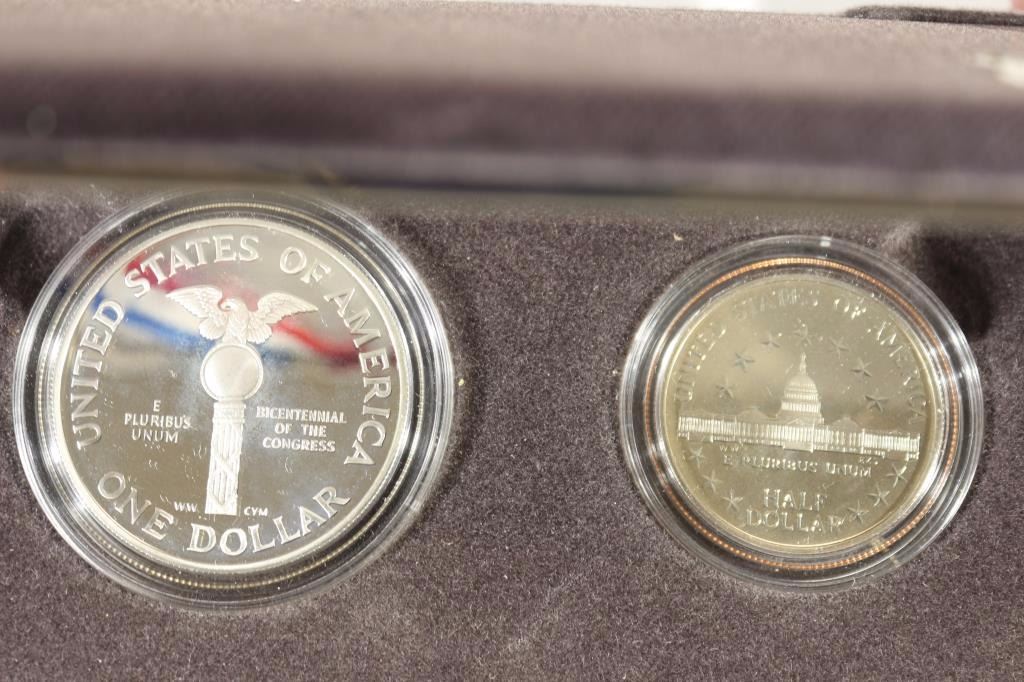 UNITED STATES OF AMERICA
E
PLURIBUS
UNUM
BICENTENNIAL
OF THE
CONGRESS
WW.
CYM
ONE DOLLAR
UNITED STATES OF AMERICA
E PLURIBUS UNUM
HALF
DOLLAR